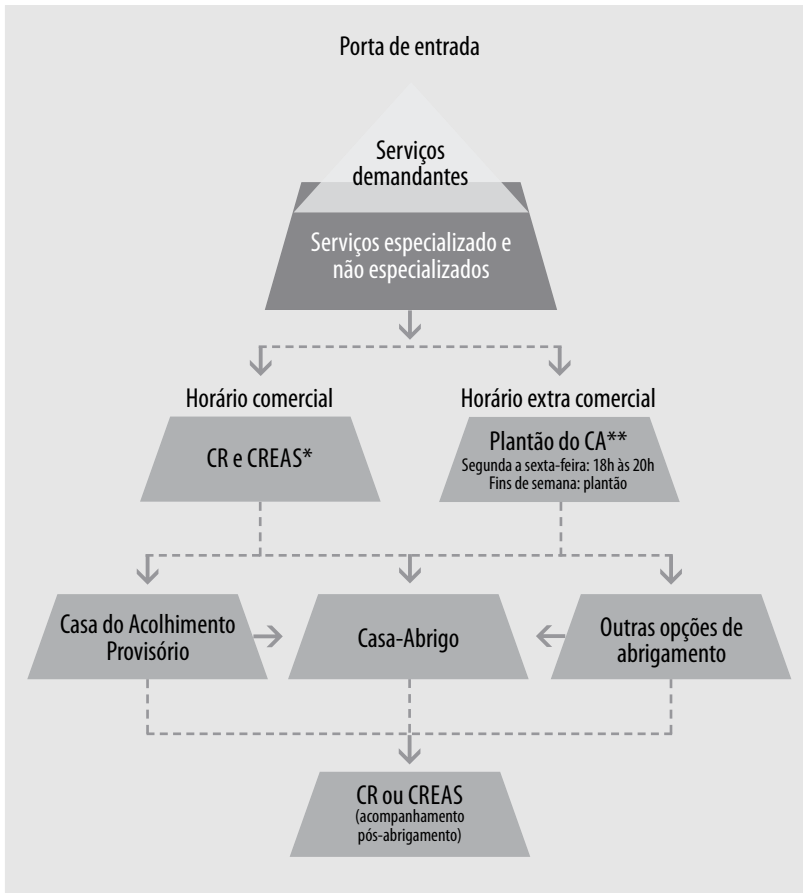 Porta de entrada
Serviços
demandantes
Serviços especializado e
não especializados
Horário comercial
CR e CREAS*
Horário extra comercial
Plantão do CA**
Segunda a sexta-feira: 18h às 20h
Fins de semana: plantão
Casa do Acolhimento
Provisório
Casa-Abrigo
Outras opções de
abrigamento
CR ou CREAS
(acompanhamento
pós-abrigamento)